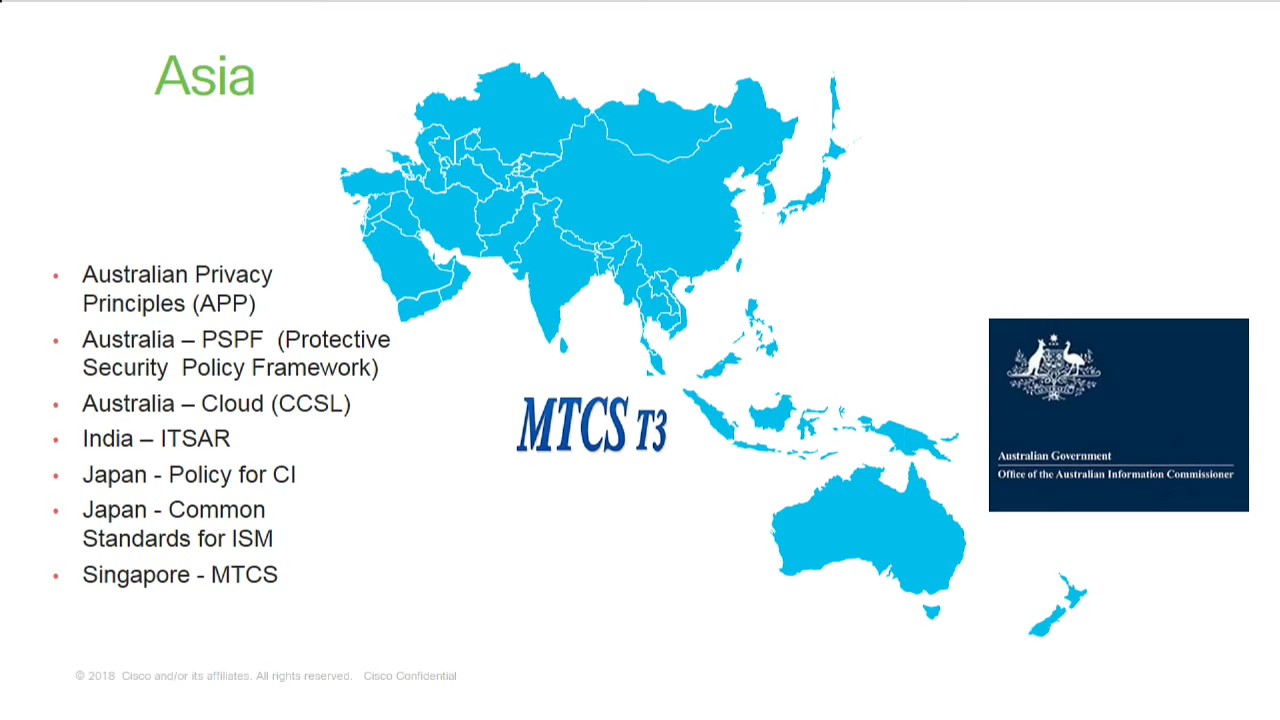 Asia
Australian Privacy
Principles (APP)
Australia – PSPF (Protective
Security Policy Framework)
Australia – Cloud (CCSL)
India – ITSAR
Japan - Policy for CI
Japan - Common
Standards for ISM
Singapore - MTCS
MTCS T3
Australian Government
Office of the Australian Information Commissioner
© 2018 Cisco and/or its affiliates. All rights reserved. Cisco Confidential